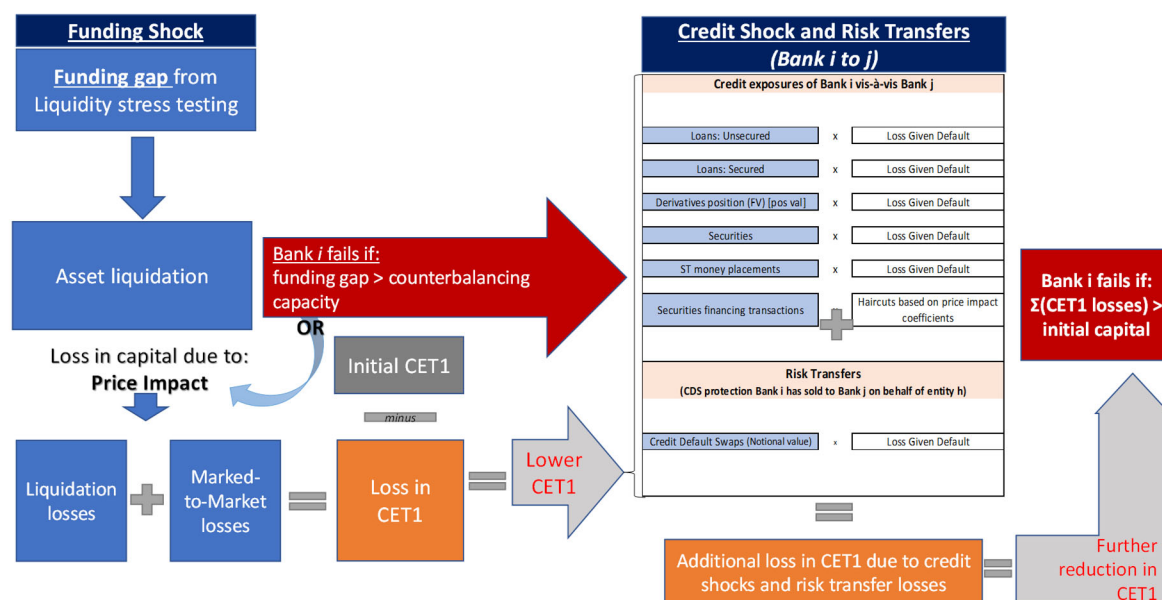 Funding Shock
Funding gap from
Liquidity stress testing
Asset liquidation
Bank i fails if:
funding gap > counterbalancing
capacity
OR
Loss in capital due to:
Price Impact
Initial CET1
minus
Liquidation
losses
Marked-
to-Market
losses
Loss in
CET1
Lower
CET1
Credit Shock and Risk Transfers
(Bank i to j)
Credit exposures of Bank i vis-à-vis Bank j
Loans: Unsecured x Loss Given Default
Loans: Secured x Loss Given Default
Derivatives position (FV) [pos val] x Loss Given Default
Securities x Loss Given Default
ST money placements x Loss Given Default
Securities financing transactions
Haircuts based on price impact
coefficients
Risk Transfers
(CDS protection Bank i has sold to Bank j on behalf of entity h)
Credit Default Swaps (Notional value) x Loss Given Default
Additional loss in CET1 due to credit
shocks and risk transfer losses
Bank i fails if:
Σ(CET1 losses) >
initial capital
Further
reduction in
CET1